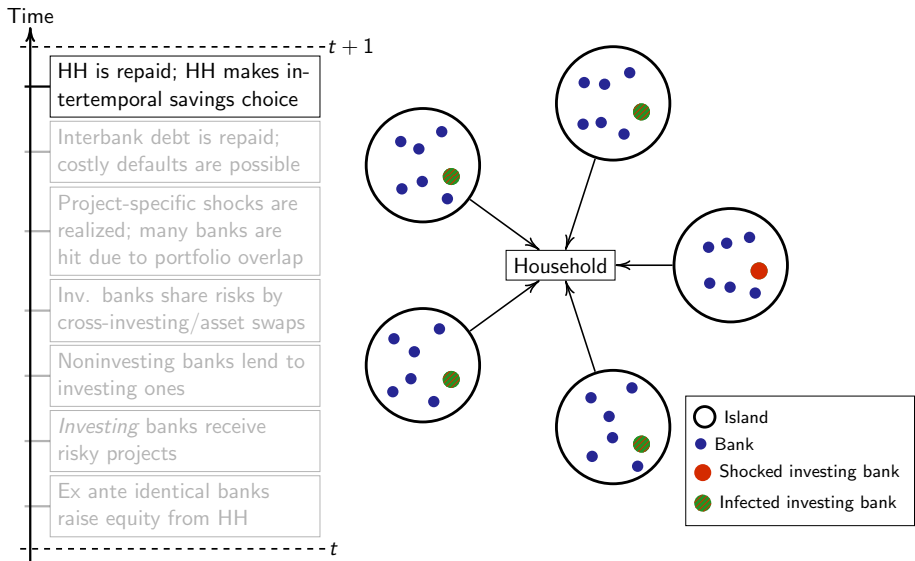 Time
t + 1
HH is repaid; HH makes in-
tertemporal savings choice
Interbank debt is repaid;
costly defaults are possible
Project-specific shocks are
realized; many banks are
hit due to portfolio overlap
Inv. banks share risks by
cross-investing/asset swaps
Noninvesting banks lend to
investing ones
Investing banks receive
risky projects
Ex ante identical banks
raise equity from HH
t
Household
Island
Bank
Shocked investing bank
Infected investing bank